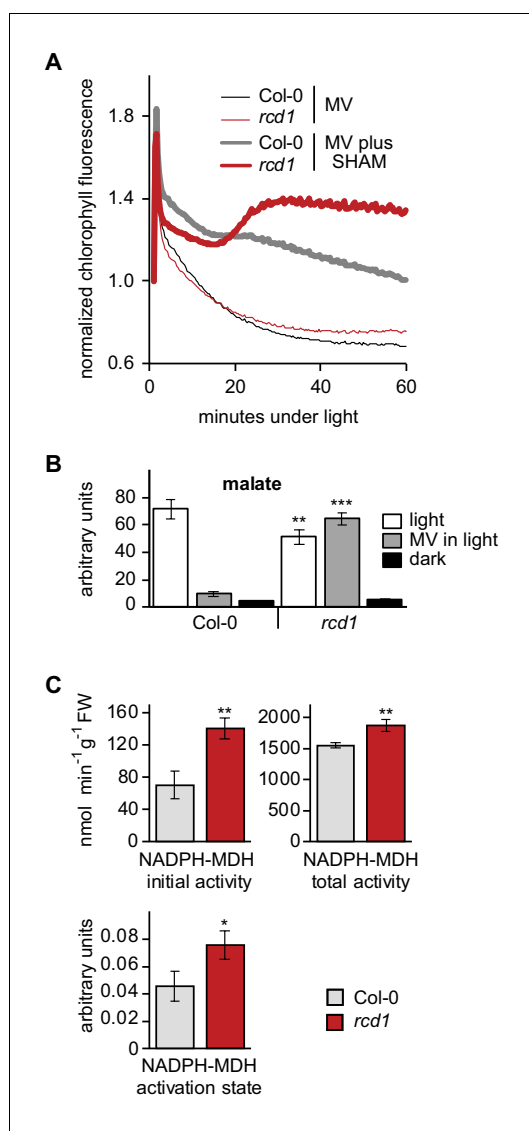 A
normalized chlorophyll fluorescence
1.8
1.4
1.0
0.6
0
20
40
60
minutes under light
Col-0
rcd1
MV
Col-0
rcd1
MV plus
SHAM
B
malate
arbitrary units
80
60
40
20
0
**
***
light
MV in light
dark
Col-0
rcd1
C
nmol min⁻¹g⁻¹ FW
160
120
80
40
0
**
NADPH-MDH
initial activity
2000
1500
1000
500
0
**
NADPH-MDH
total activity
arbitrary units
0.08
0.06
0.04
0.02
0
*
NADPH-MDH
activation state
Col-0
rcd1